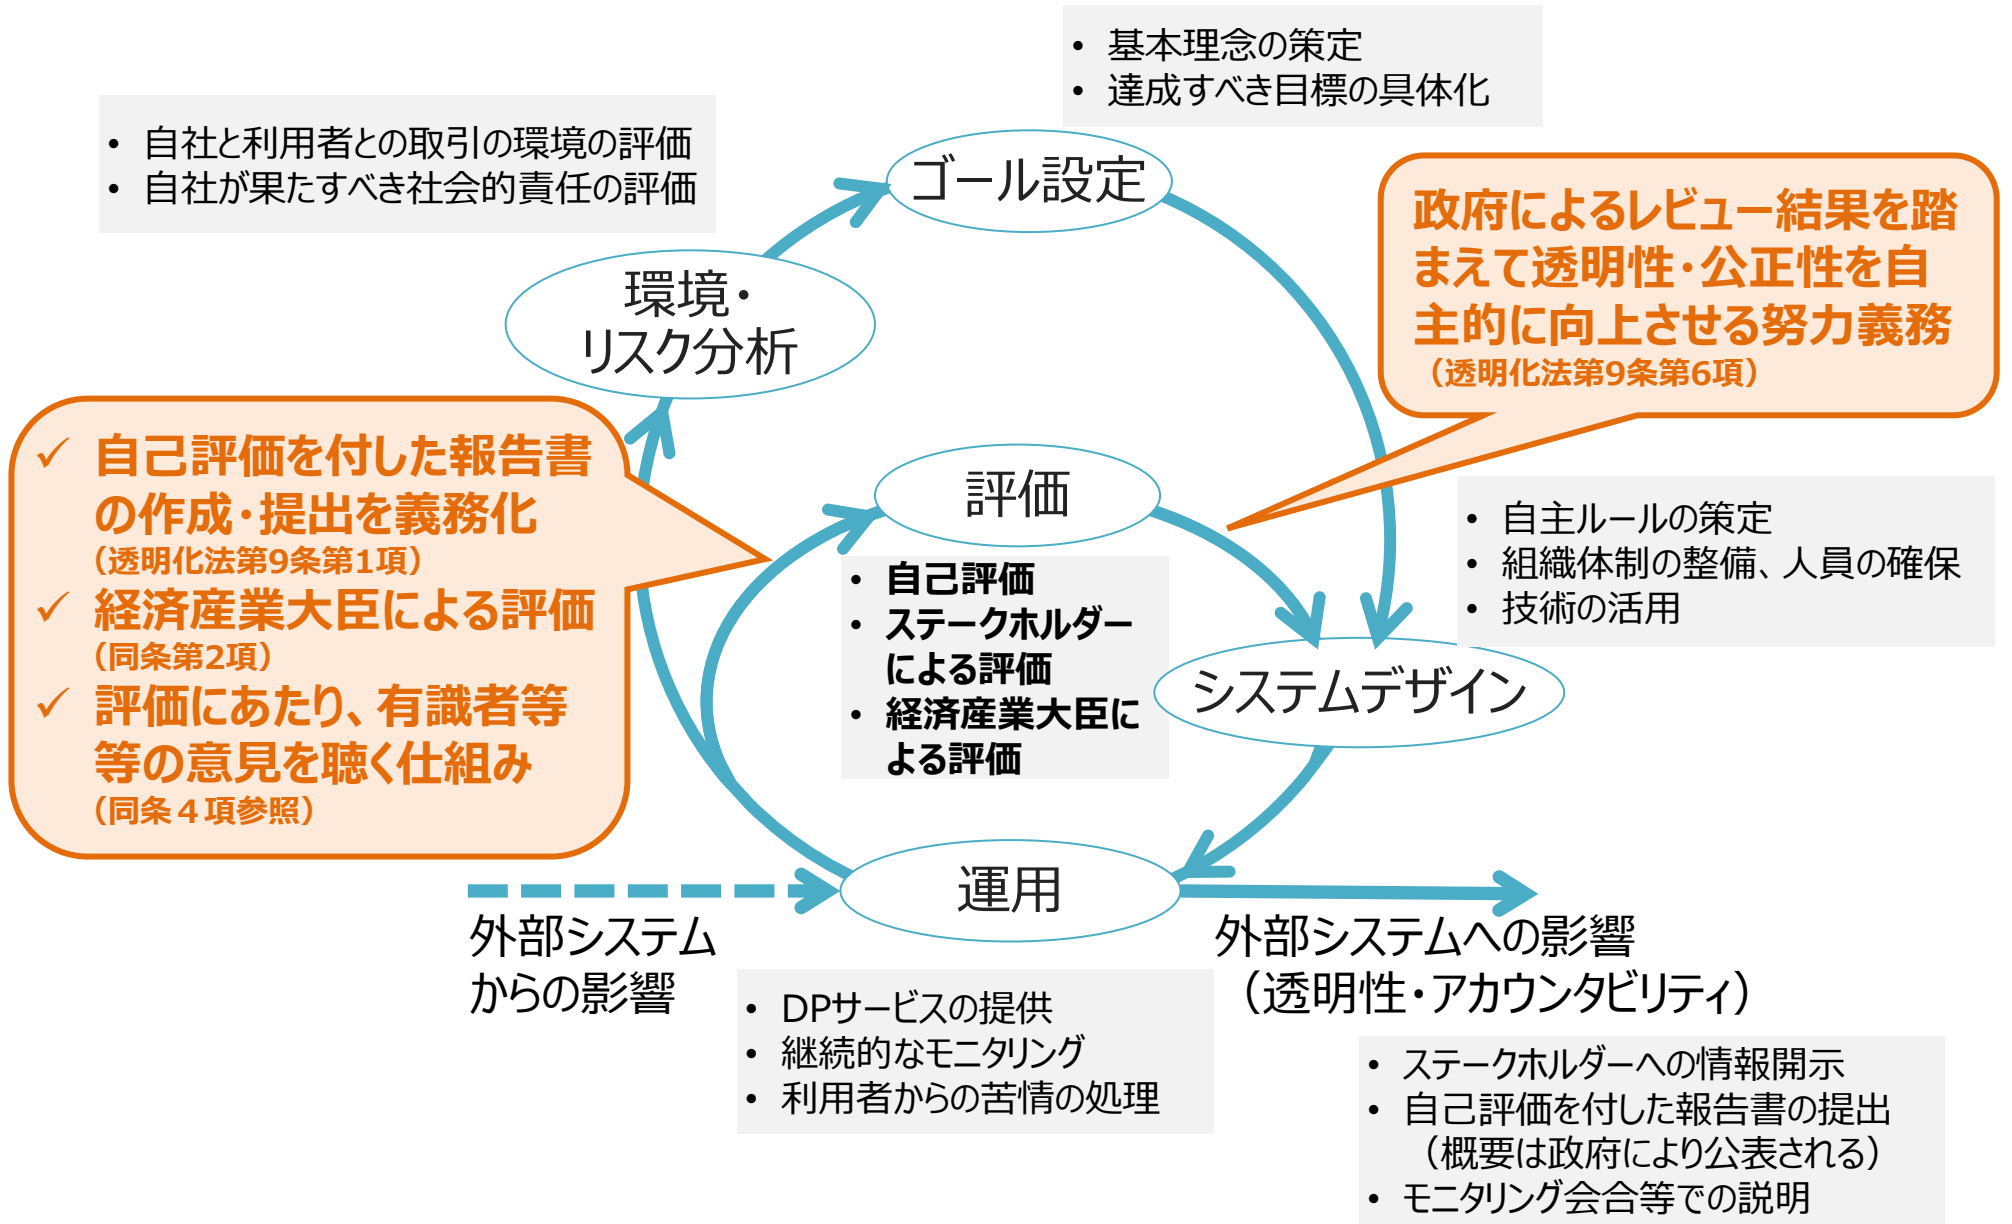 • 基本理念の策定
• 達成すべき目標の具体化
• 自社と利用者との取引の環境の評価
• 自社が果たすべき社会的責任の評価
ゴール設定
政府によるレビュー結果を踏
まえて透明性・公正性を自
主的に向上させる努力義務
（透明化法第9条第6項）
環境・
リスク分析
✓ 自己評価を付した報告書
の作成・提出を義務化
（透明化法第9条第1項）
✓ 経済産業大臣による評価
（同条第2項）
✓ 評価にあたり、有識者等
等の意見を聴く仕組み
（同条４項参照）
評価
• 自己評価
• ステークホルダー
による評価
• 経済産業大臣に
よる評価
• 自主ルールの策定
• 組織体制の整備、人員の確保
• 技術の活用
システムデザイン
運用
外部システム
からの影響
外部システムへの影響
（透明性・アカウンタビリティ）
• DPサービスの提供
• 継続的なモニタリング
• 利用者からの苦情の処理
• ステークホルダーへの情報開示
• 自己評価を付した報告書の提出
（概要は政府により公表される）
• モニタリング会合等での説明